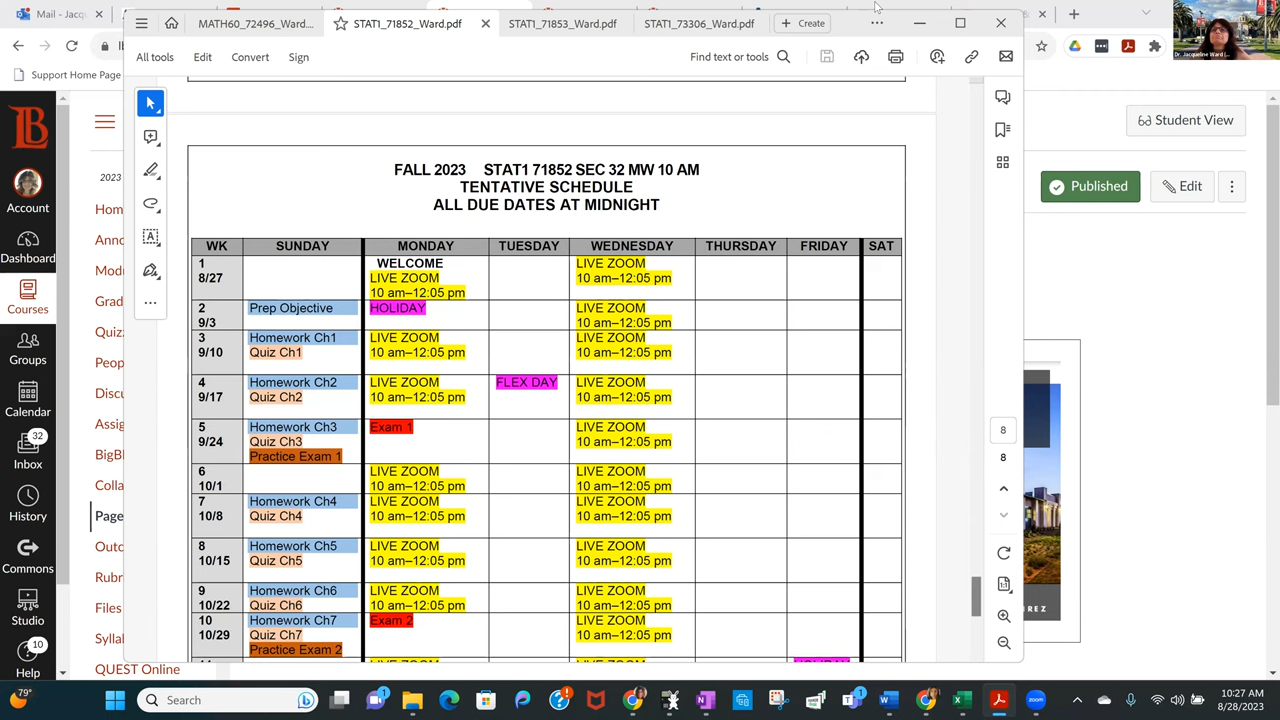 Mail - Jacqu
MATH60_72496_Ward....
STAT1_71852_Ward.pdf
STAT1_71853_Ward.pdf
STAT1_73306_Ward.pdf
Create
Support Home Page
All tools
Convert
Sign
Find text or tools
Dr. Jacqueline Ward
Student View
Published
Edit
Account
Dashboard
Courses
Groups
Calendar
32
Inbox
History
Commons
Studio
10
Help
2023
Home
Anno
Modu
Grad
Quizz
Peop
Discu
Assig
BigBl
Colla
Page
Outc
Rubr
Files
Syllal
QUEST Online
FALL 2023 STAT1 71852 SEC 32 MW 10 AM
TENTATIVE SCHEDULE
ALL DUE DATES AT MIDNIGHT
WK SUNDAY MONDAY TUESDAY WEDNESDAY THURSDAY FRIDAY SAT
1 WELCOME LIVE ZOOM
8/27 LIVE ZOOM 10 am–12:05 pm
10 am–12:05 pm
2 Prep Objective HOLIDAY LIVE ZOOM
9/3 10 am–12:05 pm
3 Homework Ch1 LIVE ZOOM LIVE ZOOM
9/10 Quiz Ch1 10 am–12:05 pm 10 am–12:05 pm
4 Homework Ch2 LIVE ZOOM FLEX DAY LIVE ZOOM
9/17 Quiz Ch2 10 am–12:05 pm 10 am–12:05 pm
5 Homework Ch3 Exam 1 LIVE ZOOM
9/24 Quiz Ch3 10 am–12:05 pm
Practice Exam 1
6 LIVE ZOOM LIVE ZOOM
10/1 10 am–12:05 pm 10 am–12:05 pm
7 Homework Ch4 LIVE ZOOM LIVE ZOOM
10/8 Quiz Ch4 10 am–12:05 pm 10 am–12:05 pm
8 Homework Ch5 LIVE ZOOM LIVE ZOOM
10/15 Quiz Ch5 10 am–12:05 pm 10 am–12:05 pm
9 Homework Ch6 LIVE ZOOM LIVE ZOOM
10/22 Quiz Ch6 10 am–12:05 pm 10 am–12:05 pm
10 Homework Ch7 Exam 2 LIVE ZOOM
10/29 Quiz Ch7 10 am–12:05 pm
Practice Exam 2
8
8
REZ
79°
Search
10:27 AM
8/28/2023